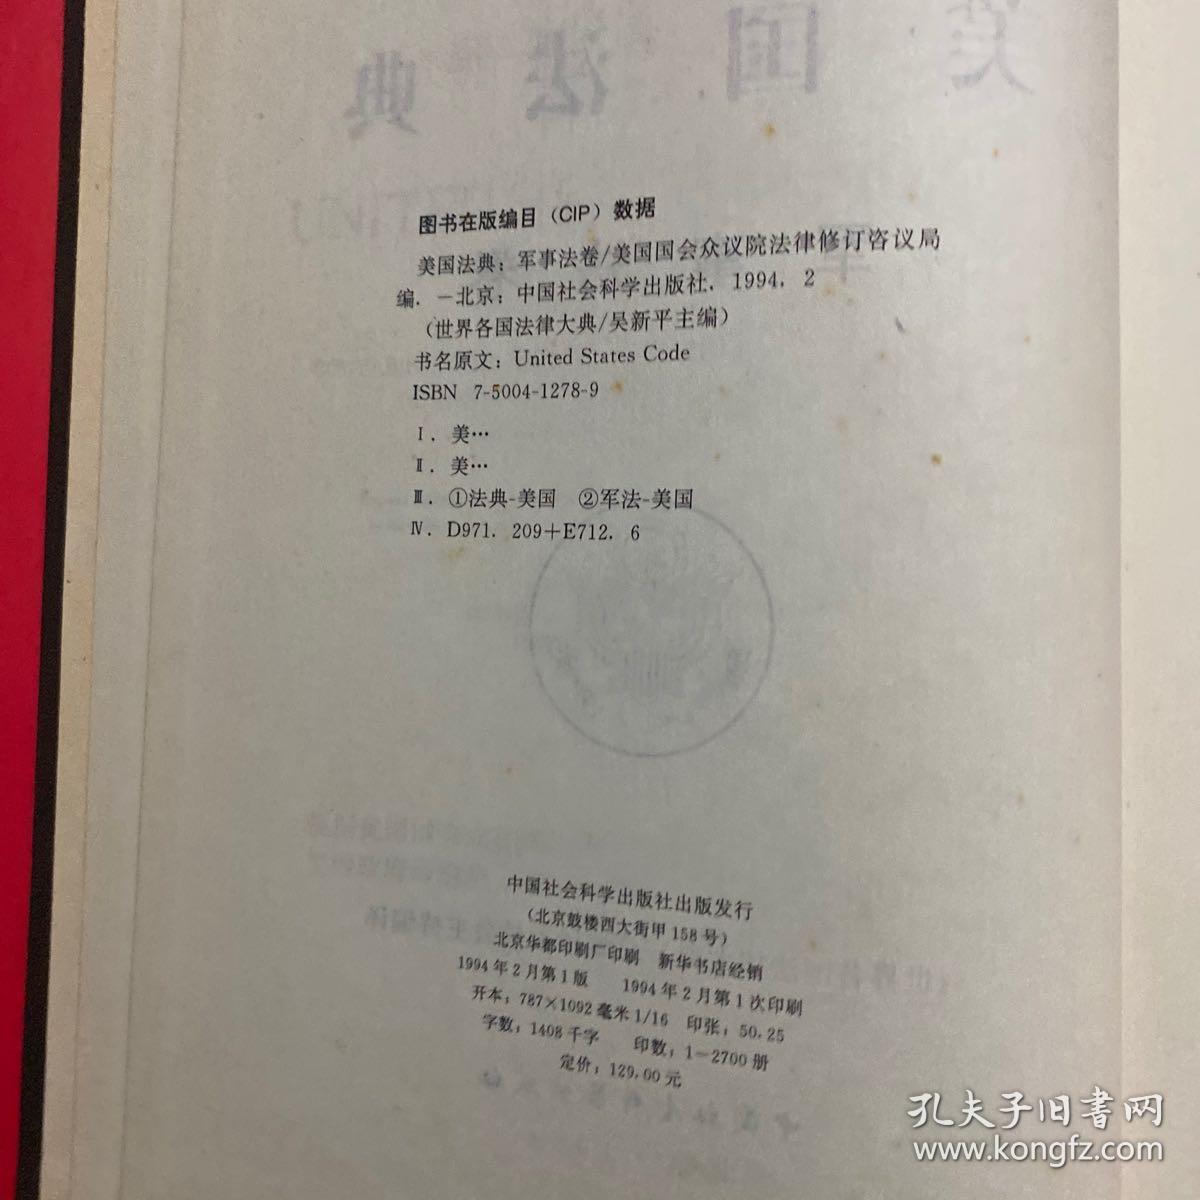 美国法典
图书在版编目（CIP）数据
美国法典：军事法卷/美国国会众议院法律修订咨议局
编．－北京：中国社会科学出版社．1994．2
（世界各国法律大典/吴新平主编）
书名原文：United States Code
ISBN 7-5004-1278-9
Ⅰ．美…
Ⅱ．美…
Ⅲ．①法典-美国 ②军法-美国
Ⅳ．D971．209＋E712．6
中国社会科学出版社出版发行
（北京鼓楼西大街甲158号）
北京华都印刷厂印刷 新华书店经销
1994年2月第1版 1994年2月第1次印刷
开本：787×1092毫米1/16 印张：50.25
字数：1408千字 印数：1—2700册
定价：129.00元
孔夫子旧书网
www.kongfz.com